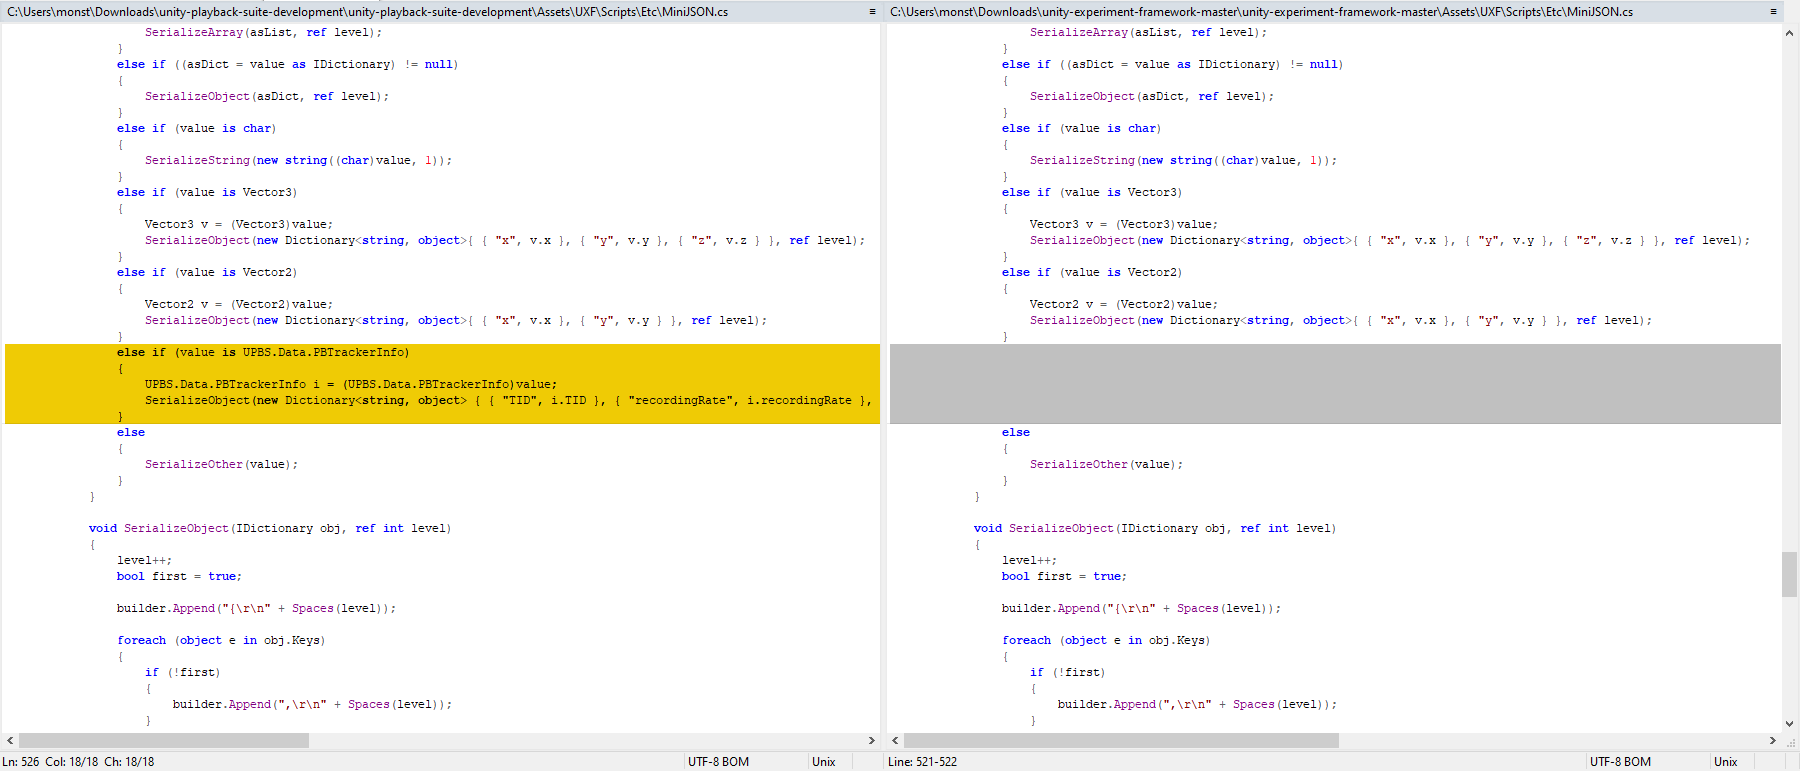 C:\Users\monst\Downloads\unity-playback-suite-development\unity-playback-suite-development\Assets\UXF\Scripts\Etc\MiniJSON.cs
SerializeArray(asList, ref level);
}
else if ((asDict = value as IDictionary) != null)
{
SerializeObject(asDict, ref level);
}
else if (value is char)
{
SerializeString(new string((char)value, 1));
}
else if (value is Vector3)
{
Vector3 v = (Vector3)value;
SerializeObject(new Dictionary<string, object>{ { "x", v.x }, { "y", v.y }, { "z", v.z } }, ref level);
}
else if (value is Vector2)
{
Vector2 v = (Vector2)value;
SerializeObject(new Dictionary<string, object>{ { "x", v.x }, { "y", v.y } }, ref level);
}
else if (value is UPBS.Data.PBTrackerInfo)
{
UPBS.Data.PBTrackerInfo i = (UPBS.Data.PBTrackerInfo)value;
SerializeObject(new Dictionary<string, object> { { "TID", i.TID }, { "recordingRate", i.recordingRate },
}
else
{
SerializeOther(value);
}
}
void SerializeObject(IDictionary obj, ref int level)
{
level++;
bool first = true;
builder.Append("{\r\n" + Spaces(level));
foreach (object e in obj.Keys)
{
if (!first)
{
builder.Append(",\r\n" + Spaces(level));
}
Ln: 526 Col: 18/18 Ch: 18/18
UTF-8 BOM
Unix
C:\Users\monst\Downloads\unity-experiment-framework-master\unity-experiment-framework-master\Assets\UXF\Scripts\Etc\MiniJSON.cs
SerializeArray(asList, ref level);
}
else if ((asDict = value as IDictionary) != null)
{
SerializeObject(asDict, ref level);
}
else if (value is char)
{
SerializeString(new string((char)value, 1));
}
else if (value is Vector3)
{
Vector3 v = (Vector3)value;
SerializeObject(new Dictionary<string, object>{ { "x", v.x }, { "y", v.y }, { "z", v.z } }, ref level);
}
else if (value is Vector2)
{
Vector2 v = (Vector2)value;
SerializeObject(new Dictionary<string, object>{ { "x", v.x }, { "y", v.y } }, ref level);
}
else
{
SerializeOther(value);
}
}
void SerializeObject(IDictionary obj, ref int level)
{
level++;
bool first = true;
builder.Append("{\r\n" + Spaces(level));
foreach (object e in obj.Keys)
{
if (!first)
{
builder.Append(",\r\n" + Spaces(level));
}
Line: 521-522
UTF-8 BOM
Unix